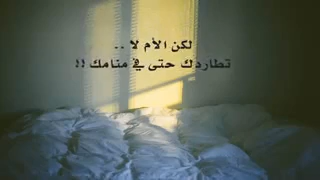 لكن الأم لا ..
تطاردك حتى في منامك !!